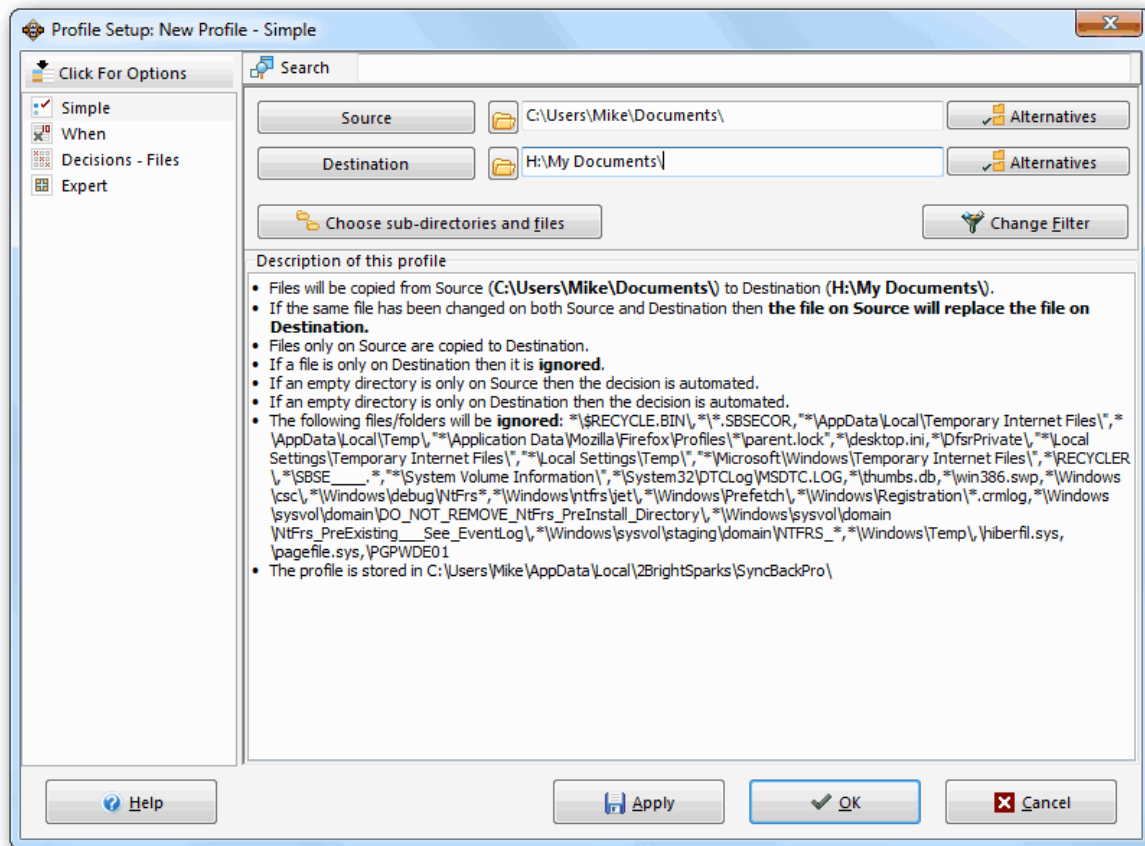 Profile Setup: New Profile - Simple
Click For Options
Simple
When
Decisions - Files
Expert
Search
Source
C:\Users\Mike\Documents\
Alternatives
Destination
H:\My Documents\
Alternatives
Choose sub-directories and files
Change Filter
Description of this profile
• Files will be copied from Source (C:\Users\Mike\Documents\) to Destination (H:\My Documents\).
• If the same file has been changed on both Source and Destination then the file on Source will replace the file on
Destination.
• Files only on Source are copied to Destination.
• If a file is only on Destination then it is ignored.
• If an empty directory is only on Source then the decision is automated.
• If an empty directory is only on Destination then the decision is automated.
• The following files/folders will be ignored: *\$RECYCLE.BIN\,*\*.SBSECOR,"*\AppData\Local\Temporary Internet Files\",*
\AppData\Local\Temp\,"*\Application Data\Mozilla\Firefox\Profiles\*\parent.lock",*\desktop.ini,*\DfsrPrivate\,"*\Local
Settings\Temporary Internet Files\","*\Local Settings\Temp\","*\Microsoft\Windows\Temporary Internet Files\",*\RECYCLER
\,*\SBSE____.*,"*\System Volume Information\",*\System32\DTCLog\MSDTC.LOG,*\thumbs.db,*\win386.swp,*\Windows
\csc\,*\Windows\debug\NtFrs*,*\Windows\ntfrs\jet\,*\Windows\Prefetch\,*\Windows\Registration\*.crmlog,*\Windows
\sysvol\domain\DO_NOT_REMOVE_NtFrs_PreInstall_Directory\,*\Windows\sysvol\domain
\NtFrs_PreExisting___See_EventLog\,*\Windows\sysvol\staging\domain\NTFRS_*,*\Windows\Temp\,\hiberfil.sys,
\pagefile.sys,\PGPWDE01
• The profile is stored in C:\Users\Mike\AppData\Local\2BrightSparks\SyncBackPro\
Help
Apply
OK
Cancel